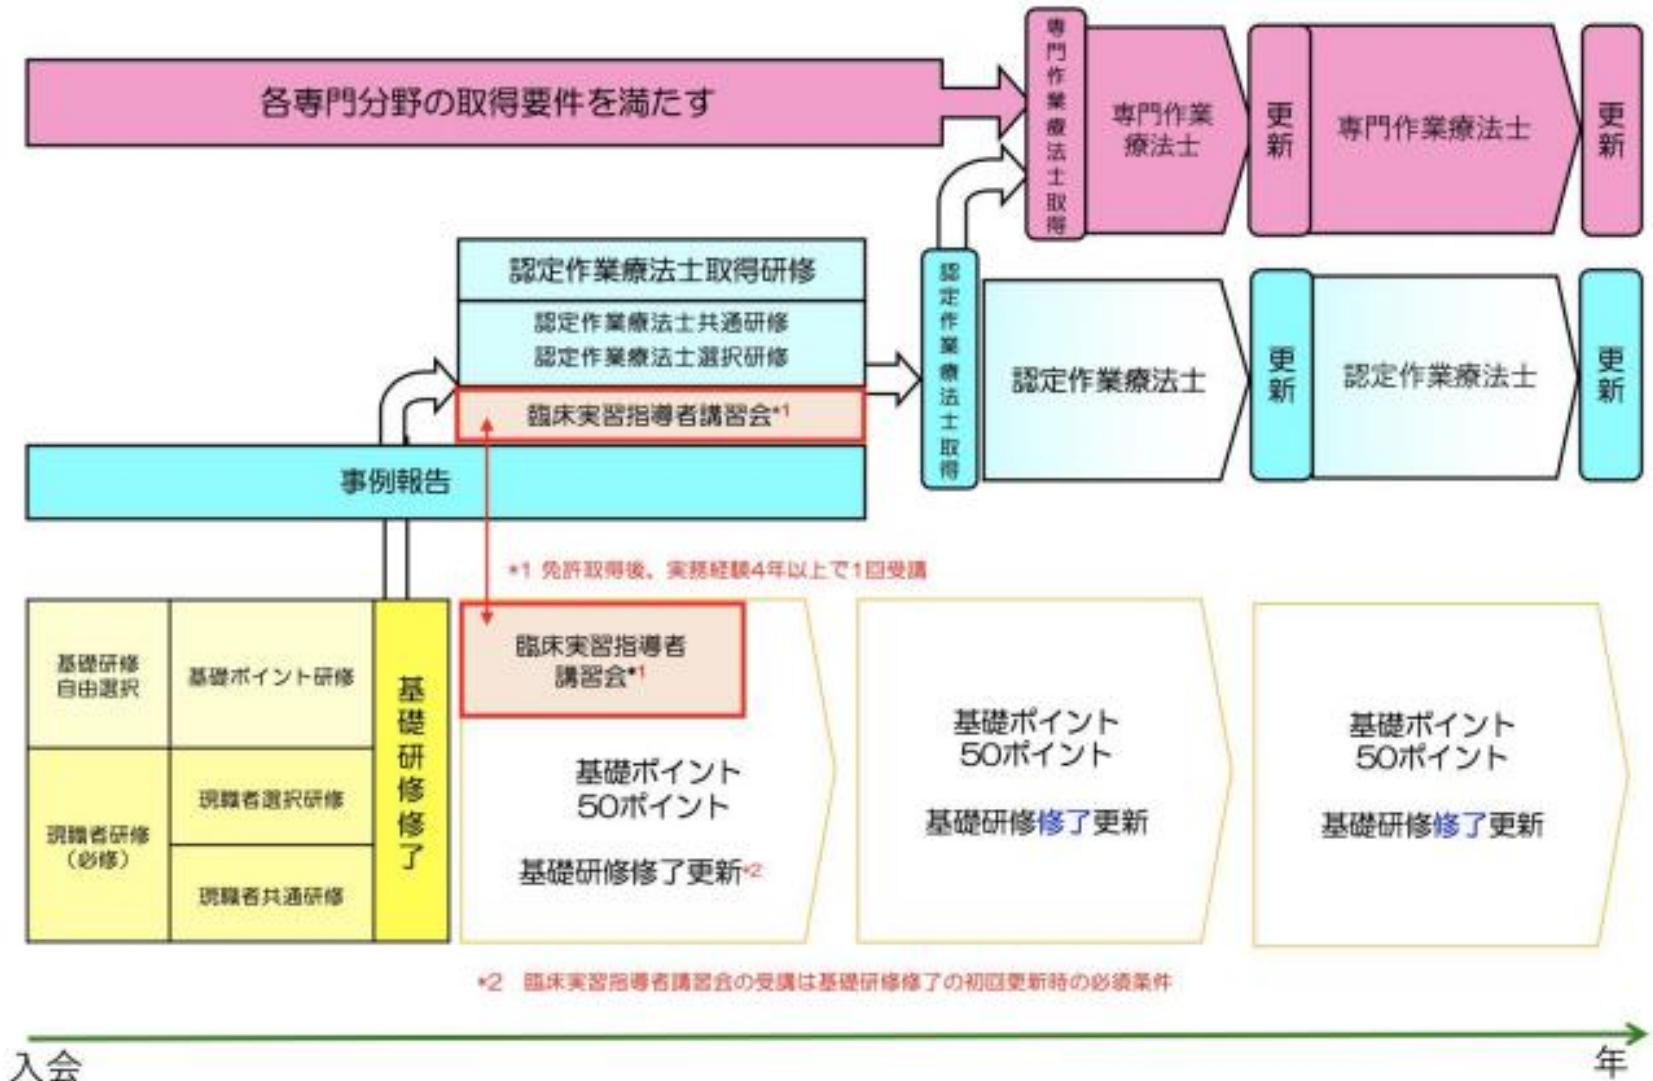 各専門分野の取得要件を満たす
専門作業療法士取得
専門作業
療法士
更新
専門作業療法士
更新
認定作業療法士取得研修
認定作業療法士共通研修
認定作業療法士選択研修
臨床実習指導者講習会*1
認定作業療法士取得
認定作業療法士
更新
認定作業療法士
更新
事例報告
*1 免許取得後、実務経験4年以上で1回受講
基礎研修
自由選択
基礎ポイント研修
現職者研修
（必修）
現職者選択研修
現職者共通研修
基礎研修修了
臨床実習指導者
講習会*1
基礎ポイント
50ポイント
基礎研修修了更新*2
基礎ポイント
50ポイント
基礎研修修了更新
基礎ポイント
50ポイント
基礎研修修了更新
*2 臨床実習指導者講習会の受講は基礎研修修了の初回更新時の必須条件
入会
年